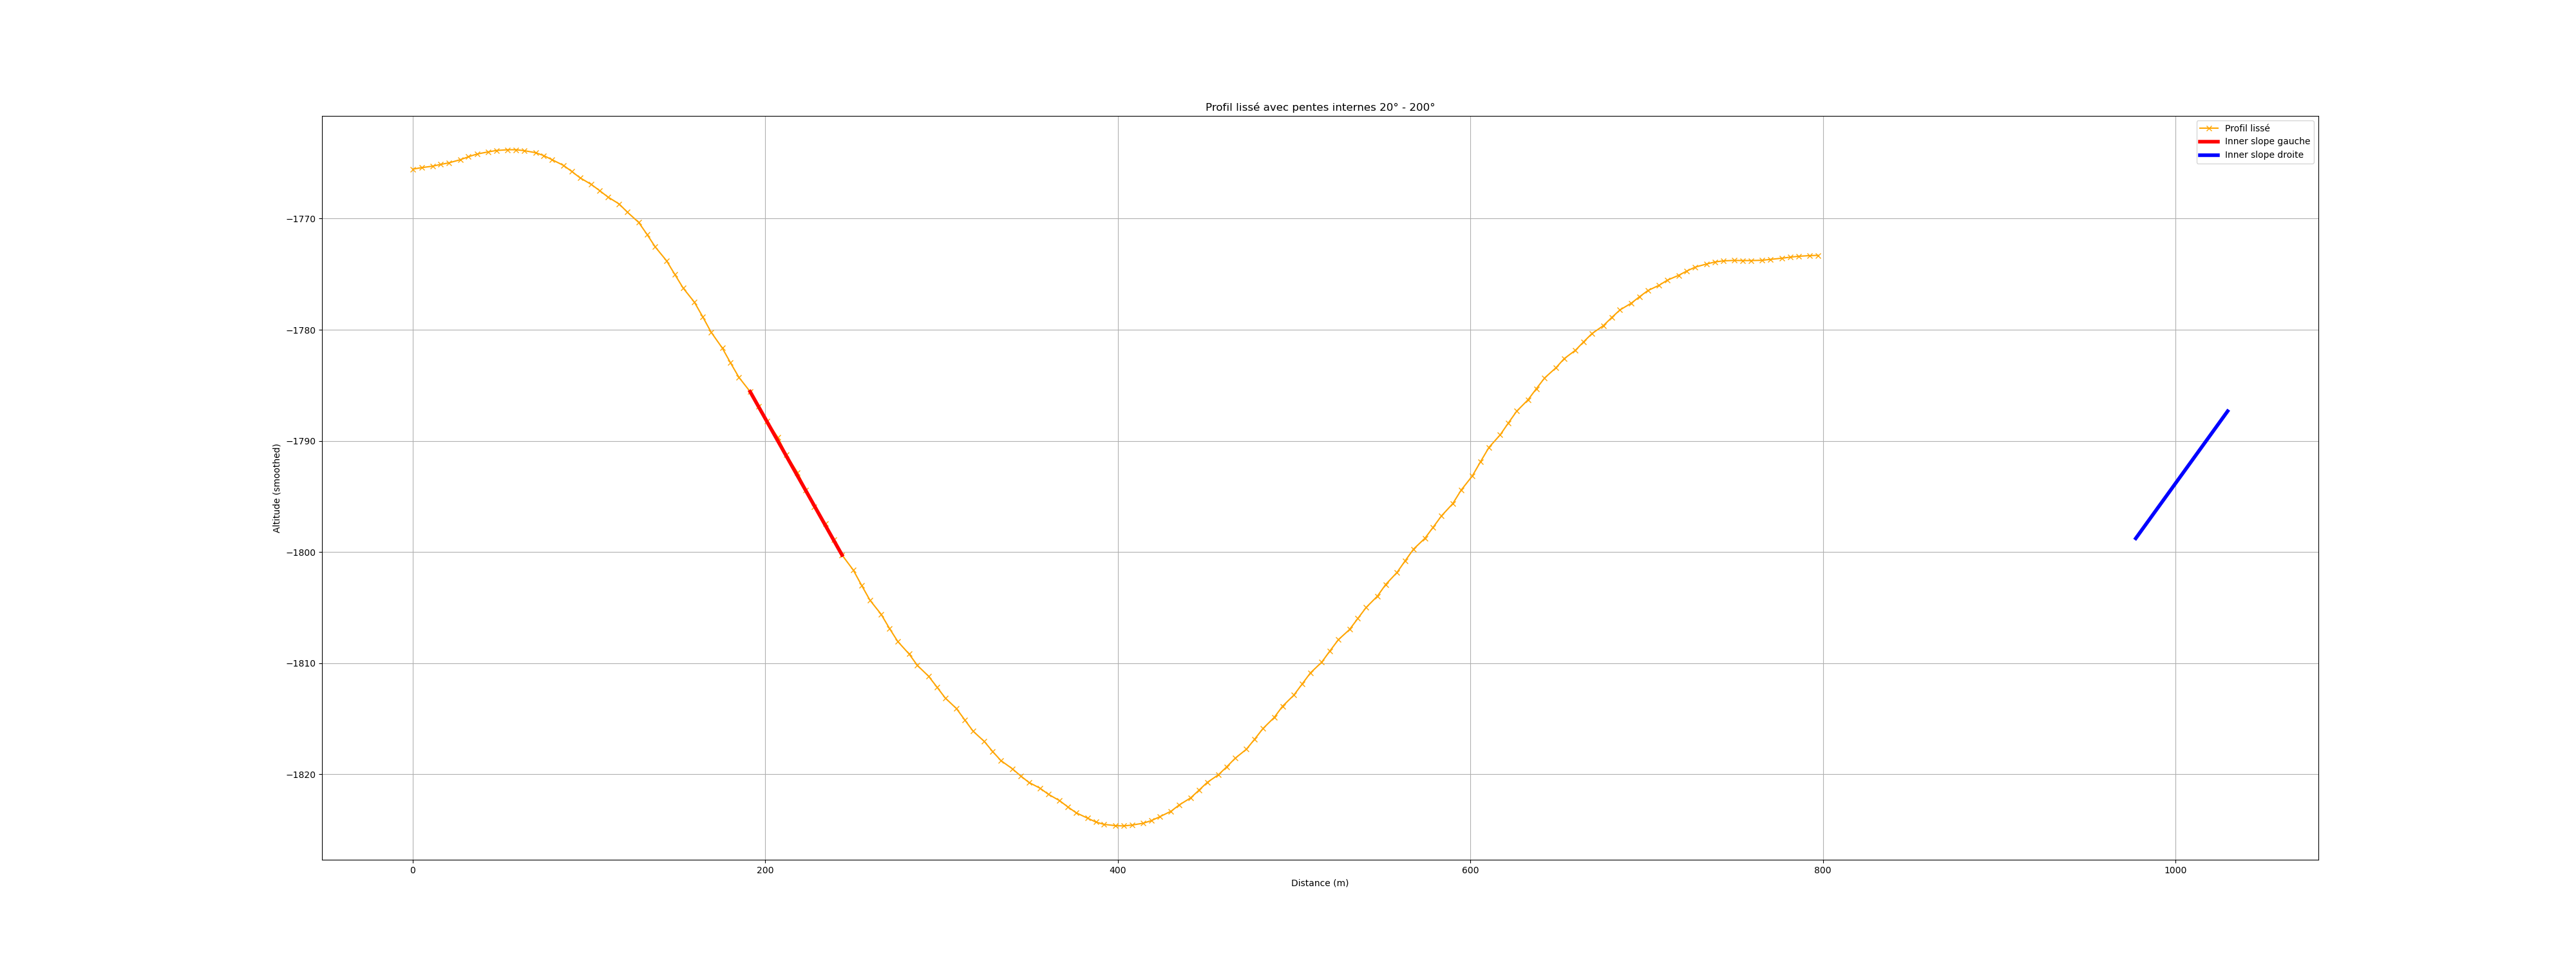 Profil lissé avec pentes internes 20° - 200°
Profil lissé
Inner slope gauche
Inner slope droite
Altitude (smoothed)
−1770
−1780
−1790
−1800
−1810
−1820
0
200
400
600
800
1000
Distance (m)